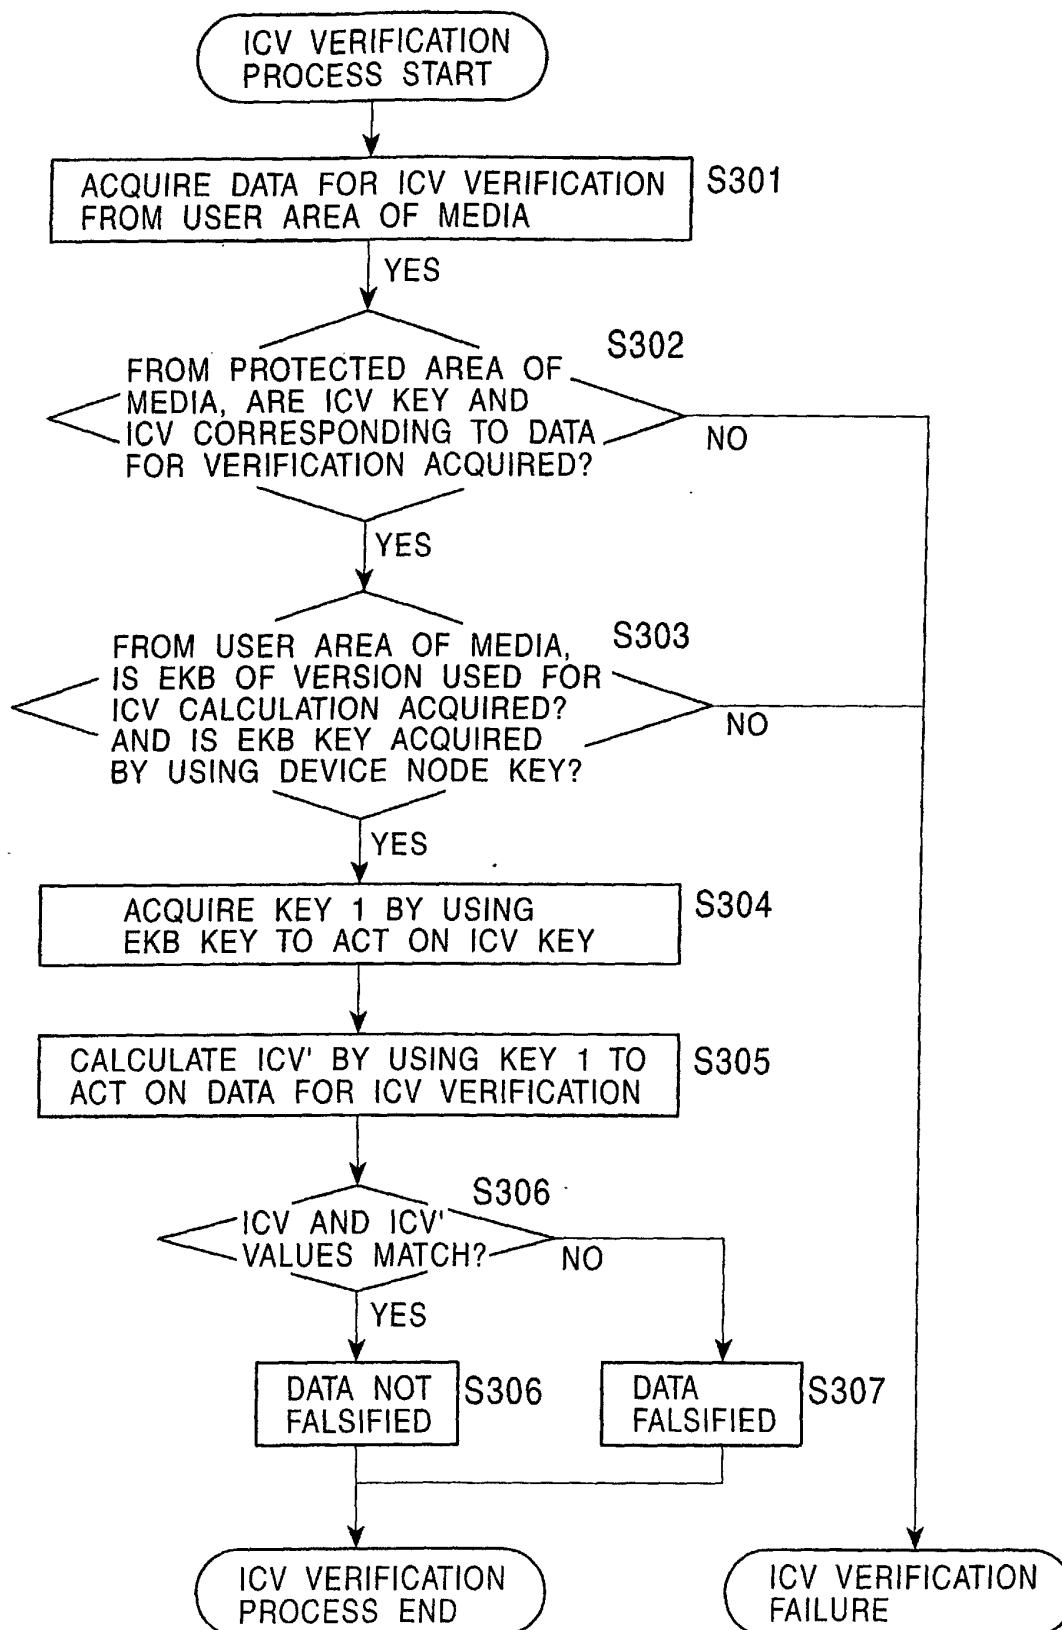 ICV VERIFICATION
PROCESS START
ACQUIRE DATA FOR ICV VERIFICATION
FROM USER AREA OF MEDIA
S301
YES
S302
FROM PROTECTED AREA OF
MEDIA, ARE ICV KEY AND
ICV CORRESPONDING TO DATA
FOR VERIFICATION ACQUIRED?
NO
YES
S303
FROM USER AREA OF MEDIA,
IS EKB OF VERSION USED FOR
ICV CALCULATION ACQUIRED?
AND IS EKB KEY ACQUIRED
BY USING DEVICE NODE KEY?
NO
YES
ACQUIRE KEY 1 BY USING
EKB KEY TO ACT ON ICV KEY
S304
CALCULATE ICV' BY USING KEY 1 TO
ACT ON DATA FOR ICV VERIFICATION
S305
S306
ICV AND ICV'
VALUES MATCH?
NO
YES
DATA NOT
FALSIFIED
S306
DATA
FALSIFIED
S307
ICV VERIFICATION
PROCESS END
ICV VERIFICATION
FAILURE